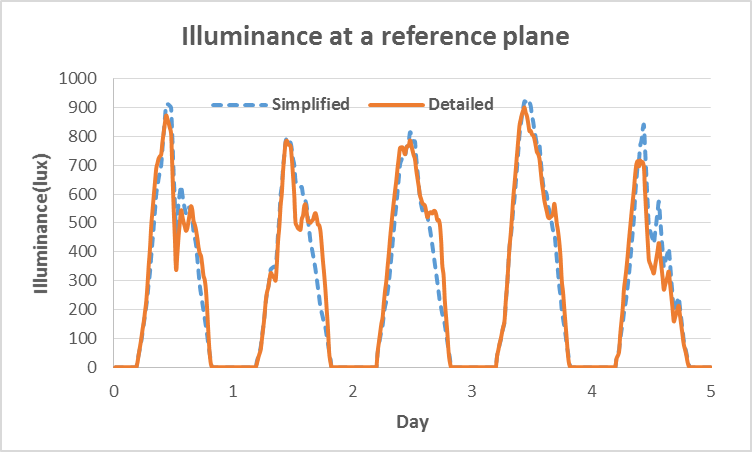 Illuminance at a reference plane
Simplified
Detailed
Illuminance(lux)
1000
900
800
700
600
500
400
300
200
100
0
0 1 2 3 4 5
Day